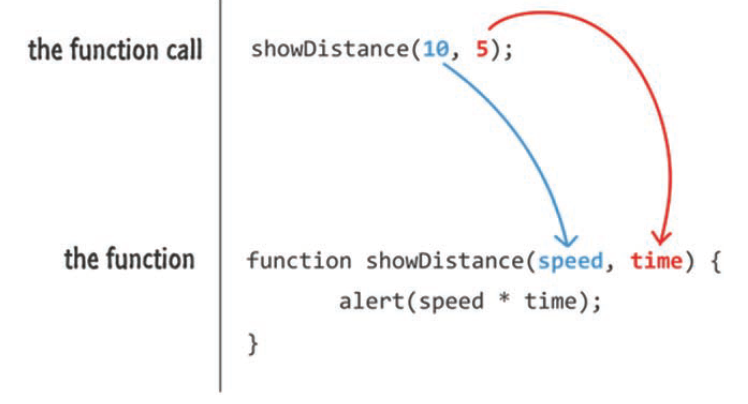 the function call showDistance(10, 5);
the function function showDistance(speed, time) {
alert(speed * time);
}